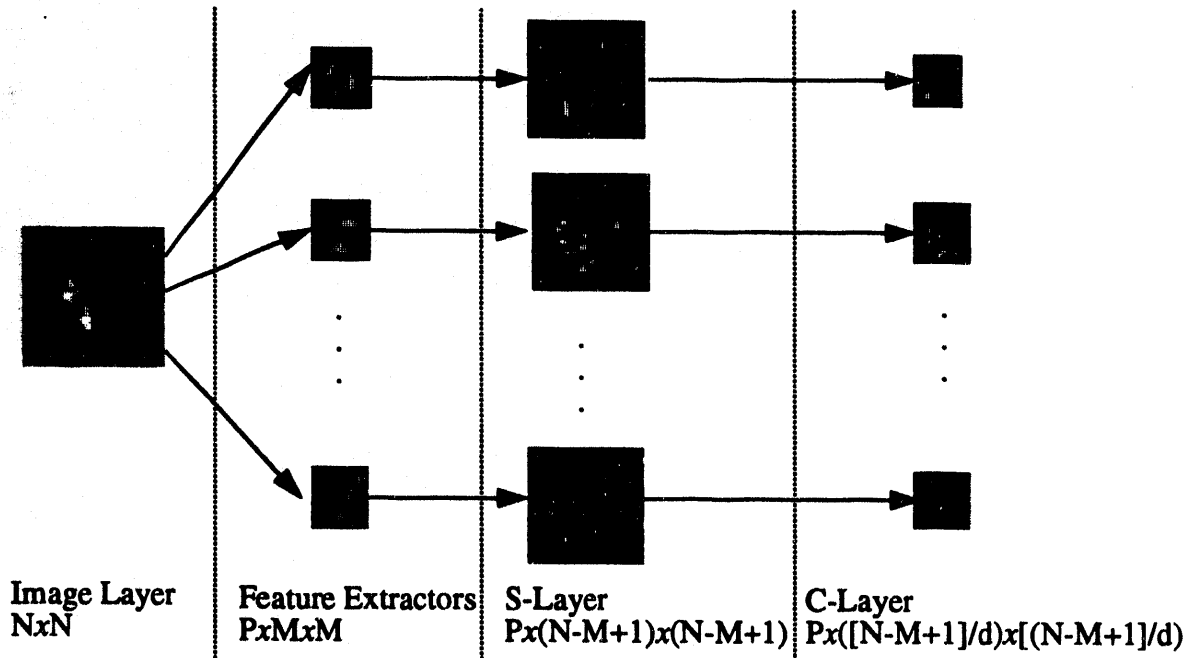 Image Layer
NxN
Feature Extractors
PxMxM
S-Layer
Px(N-M+1)x(N-M+1)
C-Layer
Px([N-M+1]/d)x[(N-M+1]/d)